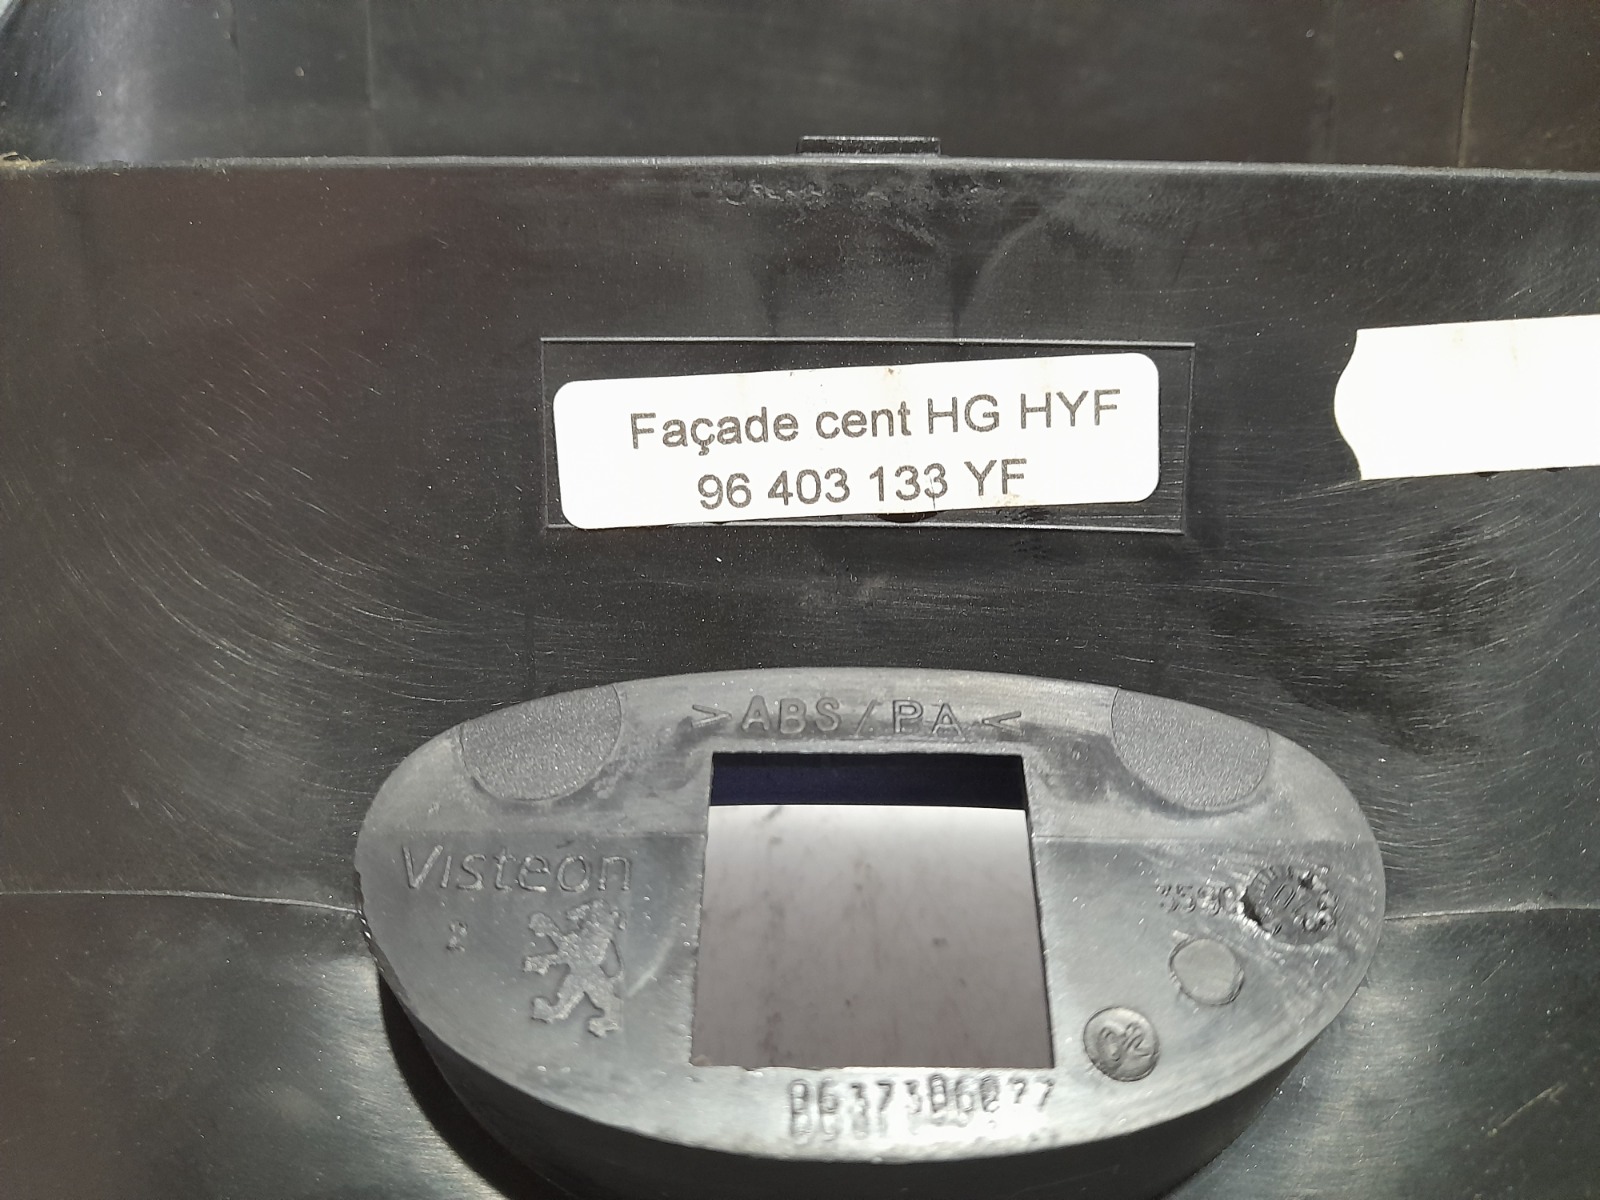 Façade cent HG HYF
96 403 133 YF
>ABS/PA<
Visteon